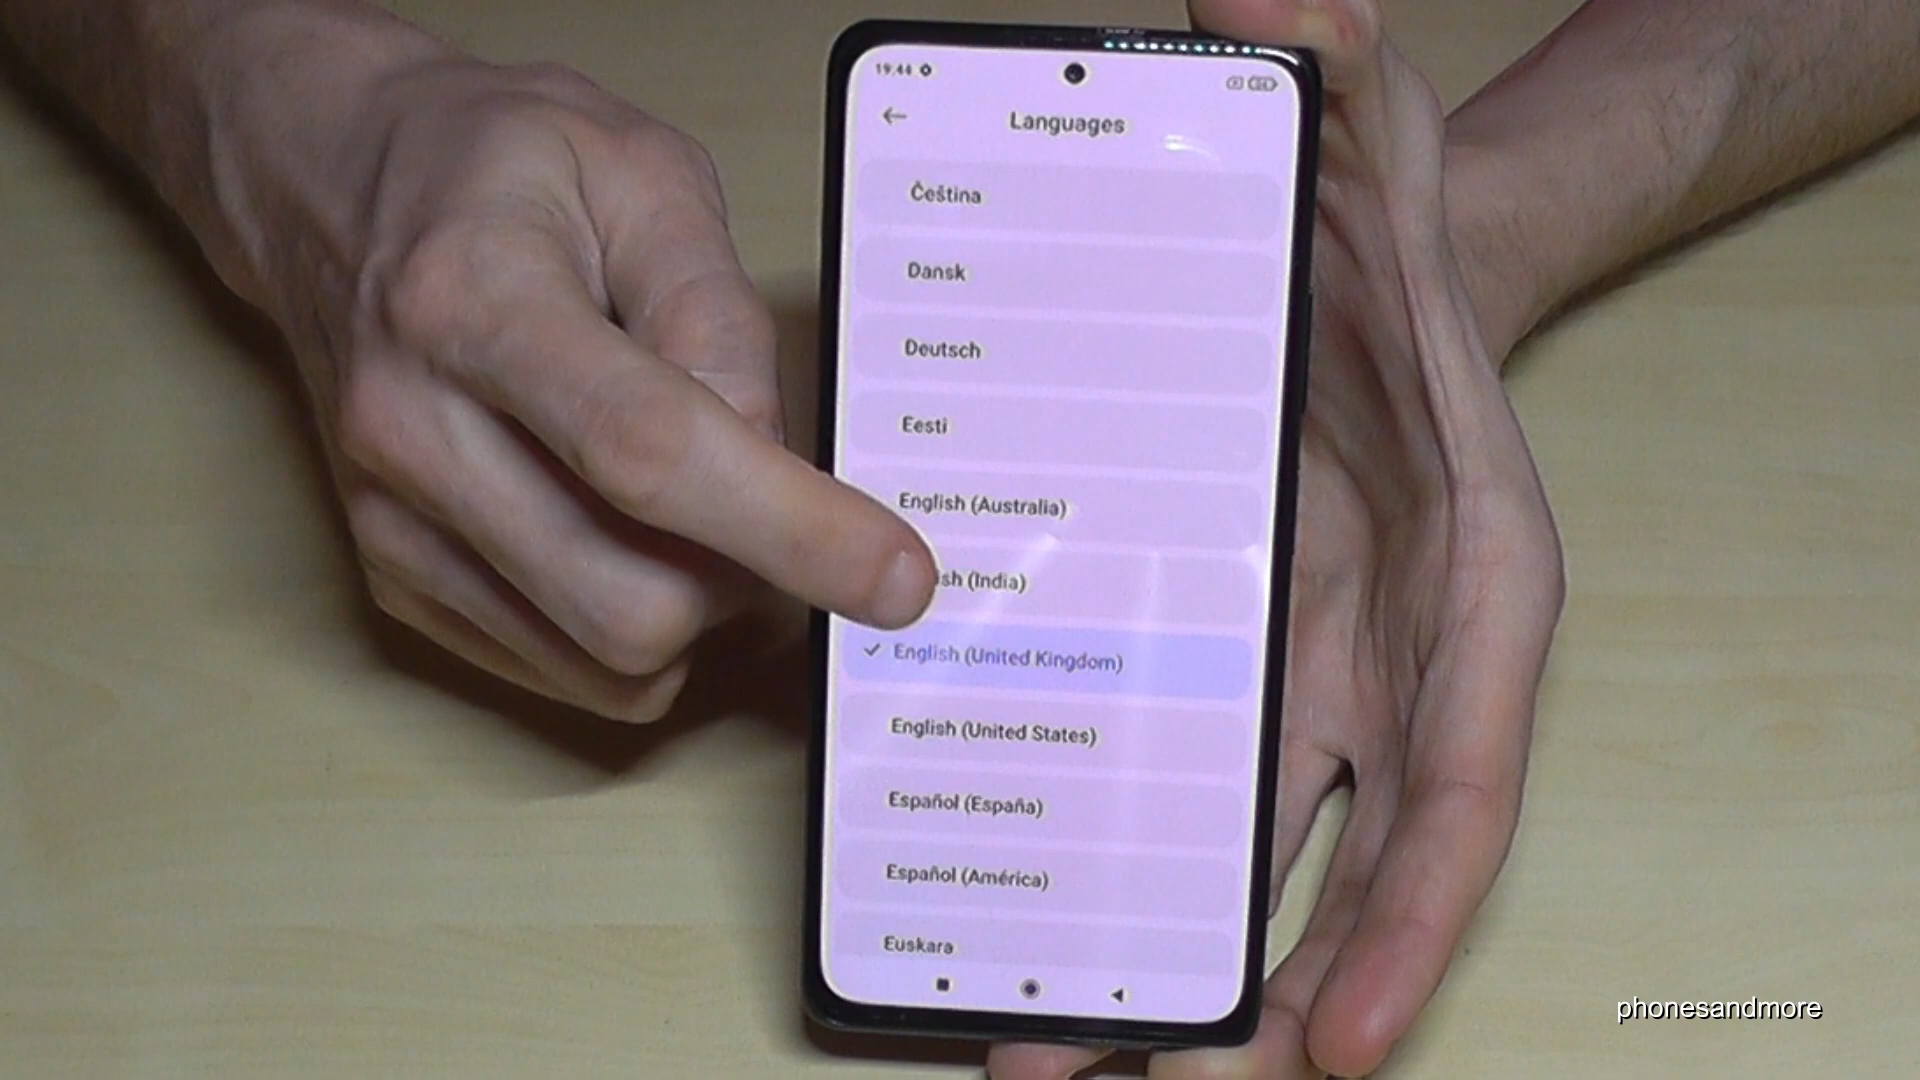 19:44
Languages
Čeština
Dansk
Deutsch
Eesti
English (Australia)
ish (India)
English (United Kingdom)
English (United States)
Español (España)
Español (América)
Euskara
phonesandmore